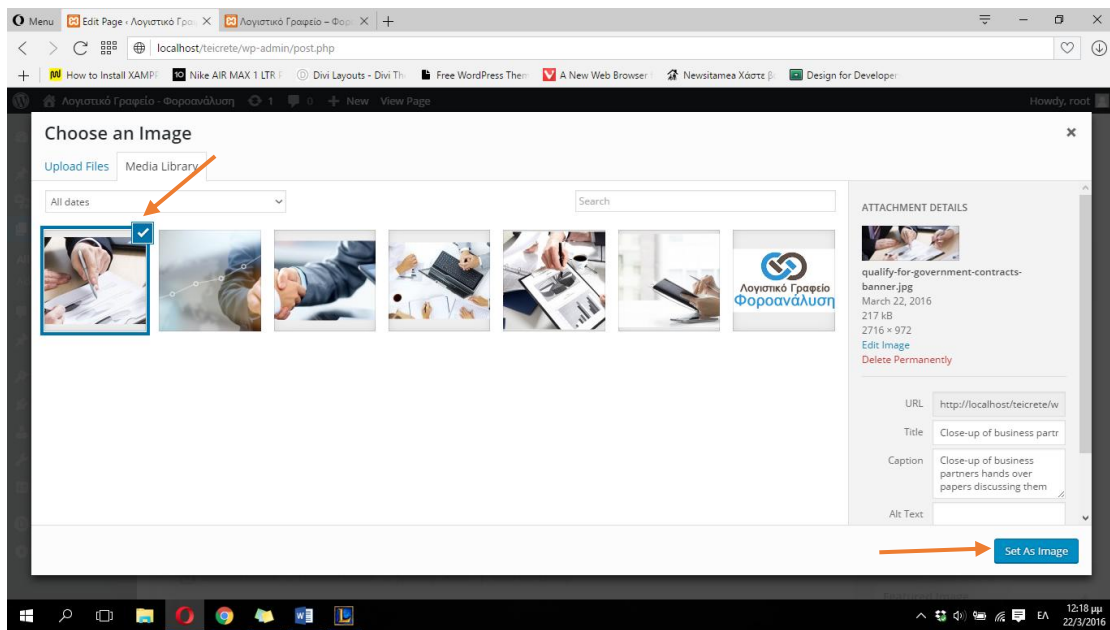 Menu
Edit Page ‹ Λογιστικό Γρα
Λογιστικό Γραφείο – Φορο
localhost/teicrete/wp-admin/post.php
How to Install XAMPP
Nike AIR MAX 1 LTR
Divi Layouts - Divi Th
Free WordPress Them
A New Web Browser
Newsitamea Χάστε β
Design for Developer
Λογιστικό Γραφείο - Φοροανάλυση
1
0
New
View Page
Howdy, root
Choose an Image
Upload Files
Media Library
All dates
Search
Λογιστικό Γραφείο
Φοροανάλυση
ATTACHMENT DETAILS
qualify-for-government-contracts-
banner.jpg
March 22, 2016
217 kB
2716 × 972
Edit Image
Delete Permanently
URL
http://localhost/teicrete/w
Title
Close-up of business partr
Caption
Close-up of business
partners hands over
papers discussing them
Alt Text
Set As Image
Featured Image
ΕΛ
12:18 μμ
22/3/2016